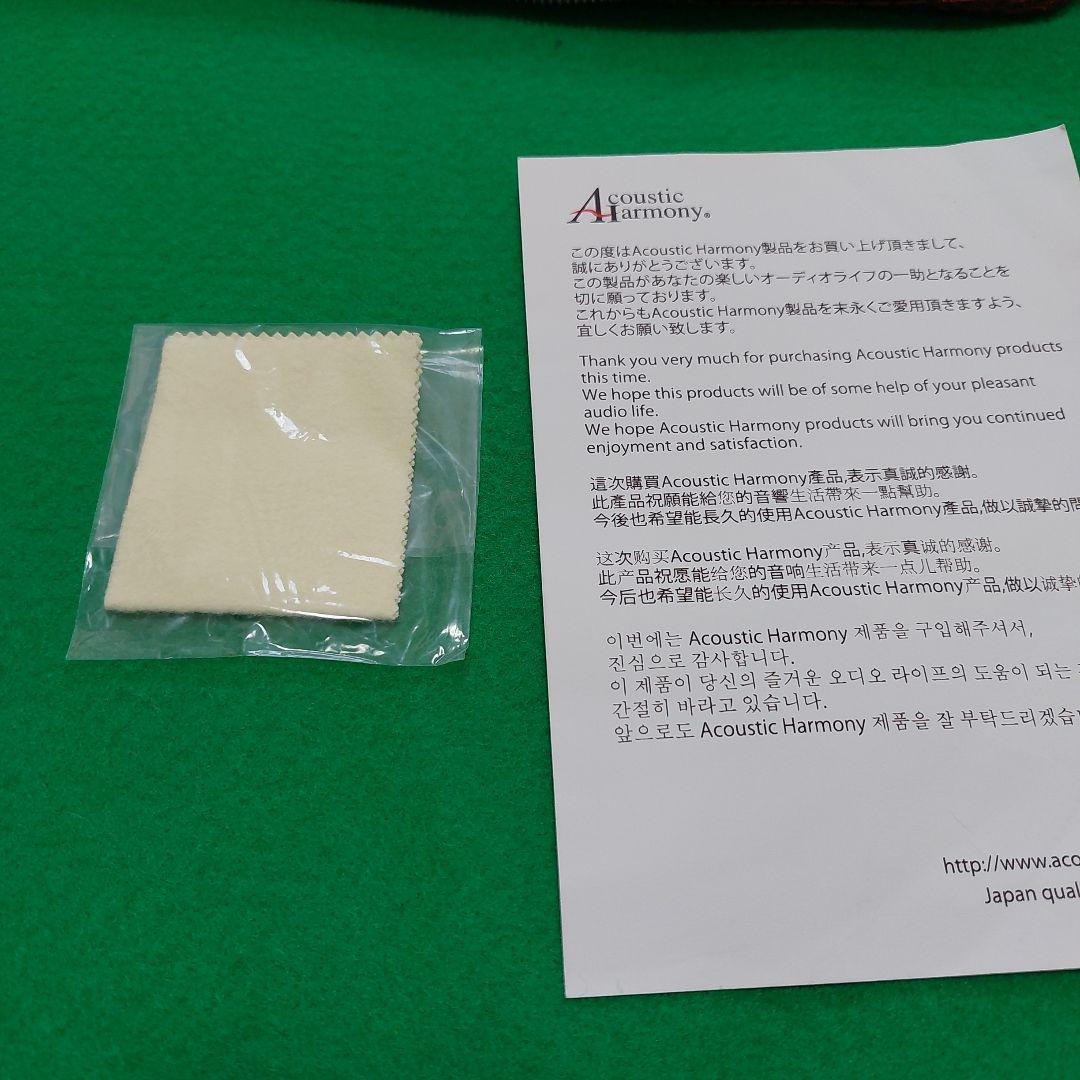 Acoustic
Harmony®
この度はAcoustic Harmony製品をお買い上げ頂きまして、
誠にありがとうございます。
この製品があなたの楽しいオーディオライフの一助となることを
切に願っております。
これからもAcoustic Harmony製品を末永くご愛用頂きますよう、
宜しくお願い致します。
Thank you very much for purchasing Acoustic Harmony products
this time.
We hope this products will be of some help of your pleasant
audio life.
We hope Acoustic Harmony products will bring you continued
enjoyment and satisfaction.
這次購買Acoustic Harmony產品,表示真誠的感謝。
此產品祝願能給您的音響生活帶來一點幫助。
今後也希望能長久的使用Acoustic Harmony產品,做以誠摯的
这次购买Acoustic Harmony产品,表示真诚的感谢。
此产品祝愿能给您的音响生活带来一点儿帮助。
今后也希望能长久的使用Acoustic Harmony产品,做以诚挚
이번에는 Acoustic Harmony 제품을 구입해주셔서,
진심으로 감사합니다.
이 제품이 당신의 즐거운 오디오 라이프의 도움이 되는
간절히 바라고 있습니다.
앞으로도 Acoustic Harmony 제품을 잘 부탁드리겠습
http://www.aco
Japan qual